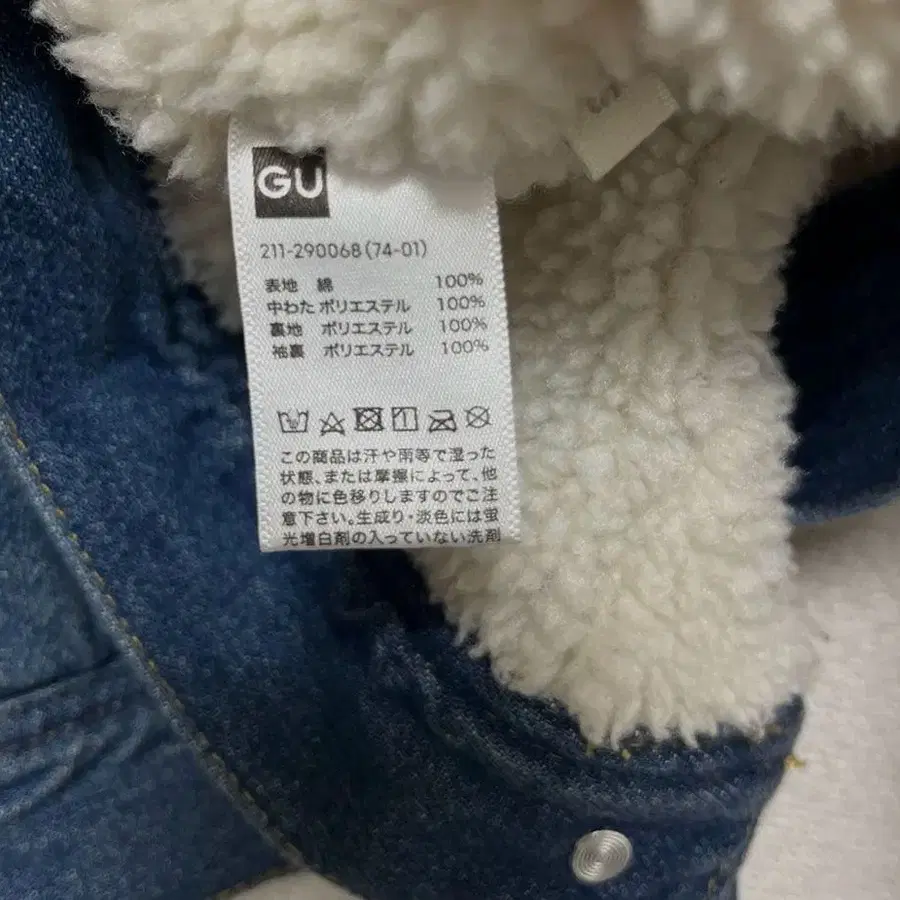 GU
211-290068(74-01)
表地 綿 100%
中わた ポリエステル 100%
裏地 ポリエステル 100%
袖裏 ポリエステル 100%
この商品は汗や雨等で湿った
状態、または摩擦によって、他
の物に色移りしますのでご注
意下さい。生成り・淡色には蛍
光増白剤の入っていない洗剤